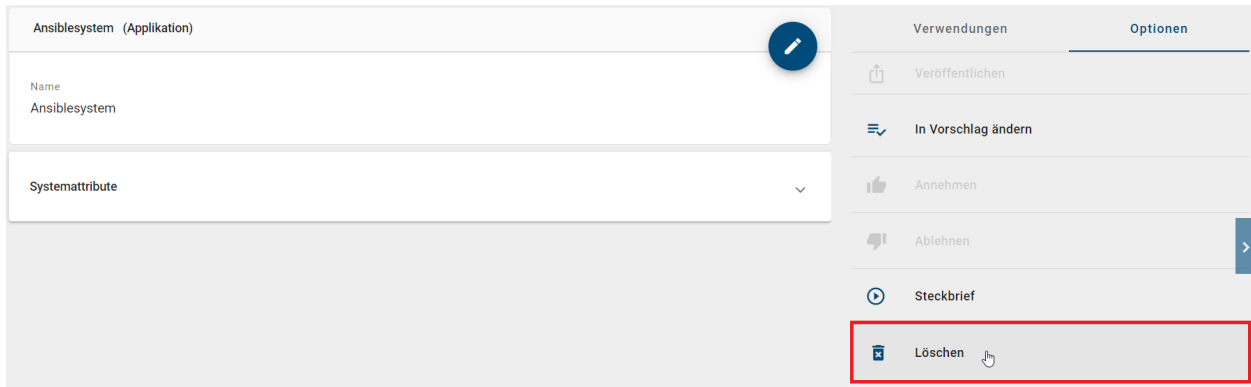 Ansiblesystem (Applikation)
Name
Ansiblesystem
Systemattribute
Verwendungen
Optionen
Veröffentlichen
In Vorschlag ändern
Annehmen
Ablehnen
Steckbrief
Löschen